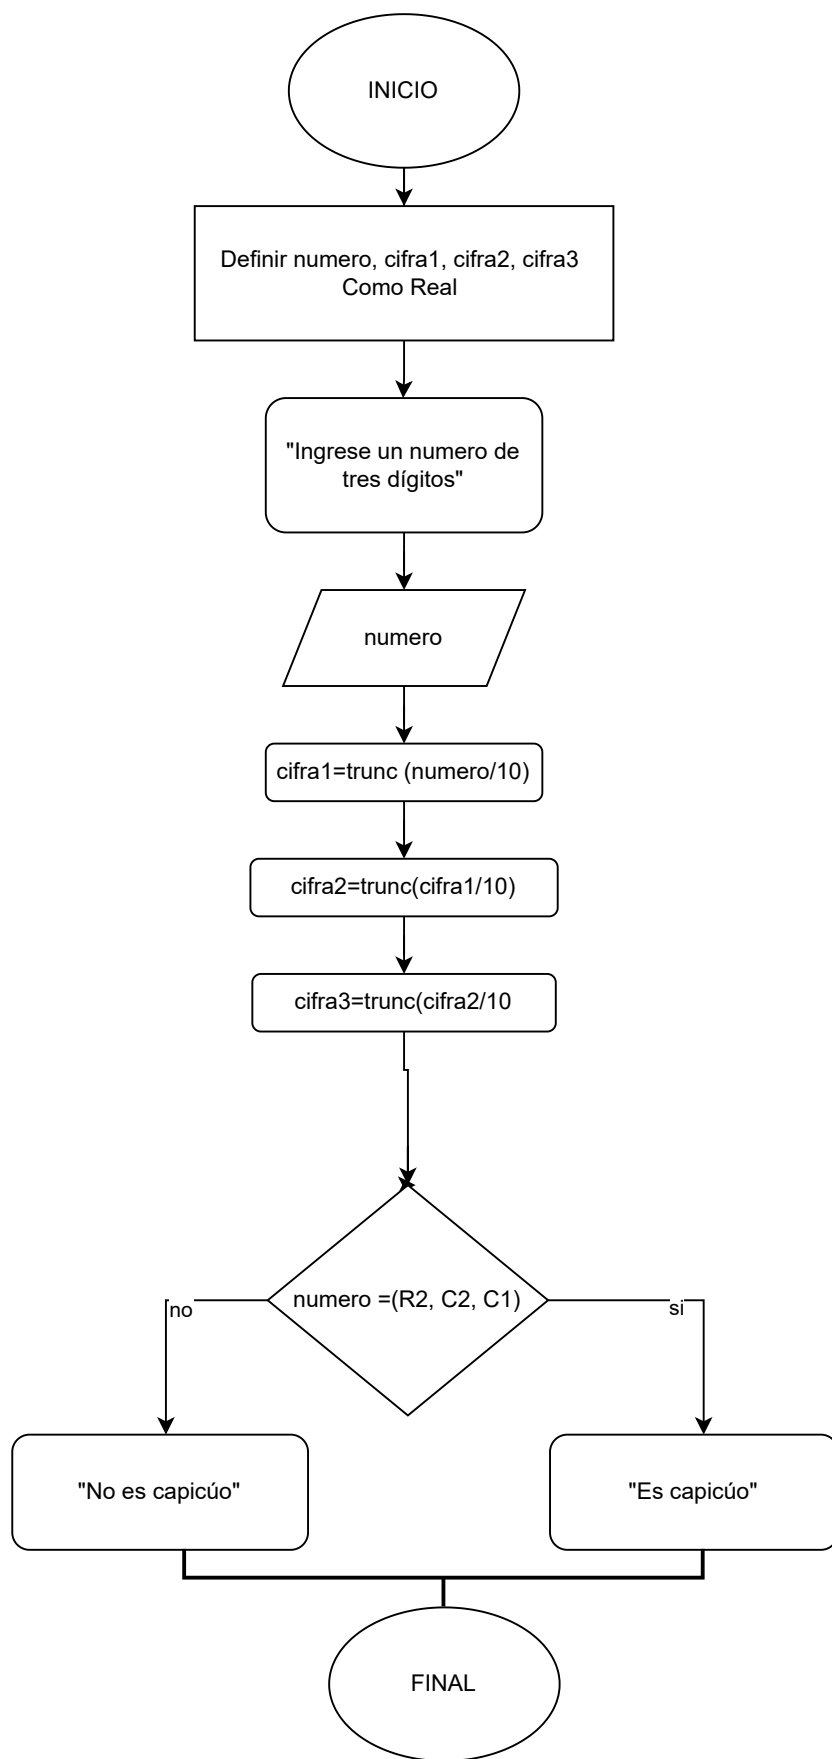 INICIO
Definir numero, cifra1, cifra2, cifra3
Como Real
"Ingrese un numero de
tres dígitos"
numero
cifra1=trunc (numero/10)
cifra2=trunc(cifra1/10)
cifra3=trunc(cifra2/10
numero =(R2, C2, C1)
no
si
"No es capicúo"
"Es capicúo"
FINAL